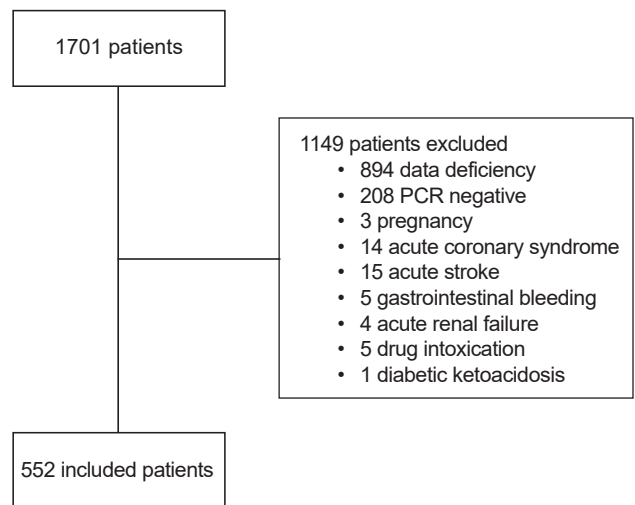 1701 patients
1149 patients excluded
• 894 data deficiency
• 208 PCR negative
• 3 pregnancy
• 14 acute coronary syndrome
• 15 acute stroke
• 5 gastrointestinal bleeding
• 4 acute renal failure
• 5 drug intoxication
• 1 diabetic ketoacidosis
552 included patients